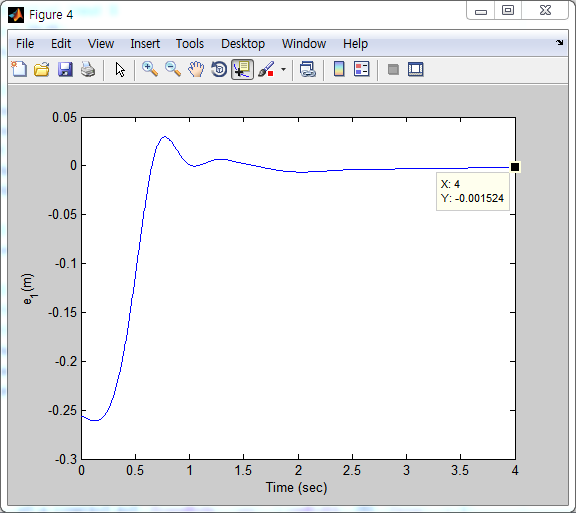 Figure 4
File Edit View Insert Tools Desktop Window Help
0.05
0
-0.05
-0.1
-0.15
-0.2
-0.25
-0.3
e1(m)
X: 4
Y: -0.001524
0 0.5 1 1.5 2 2.5 3 3.5 4
Time (sec)